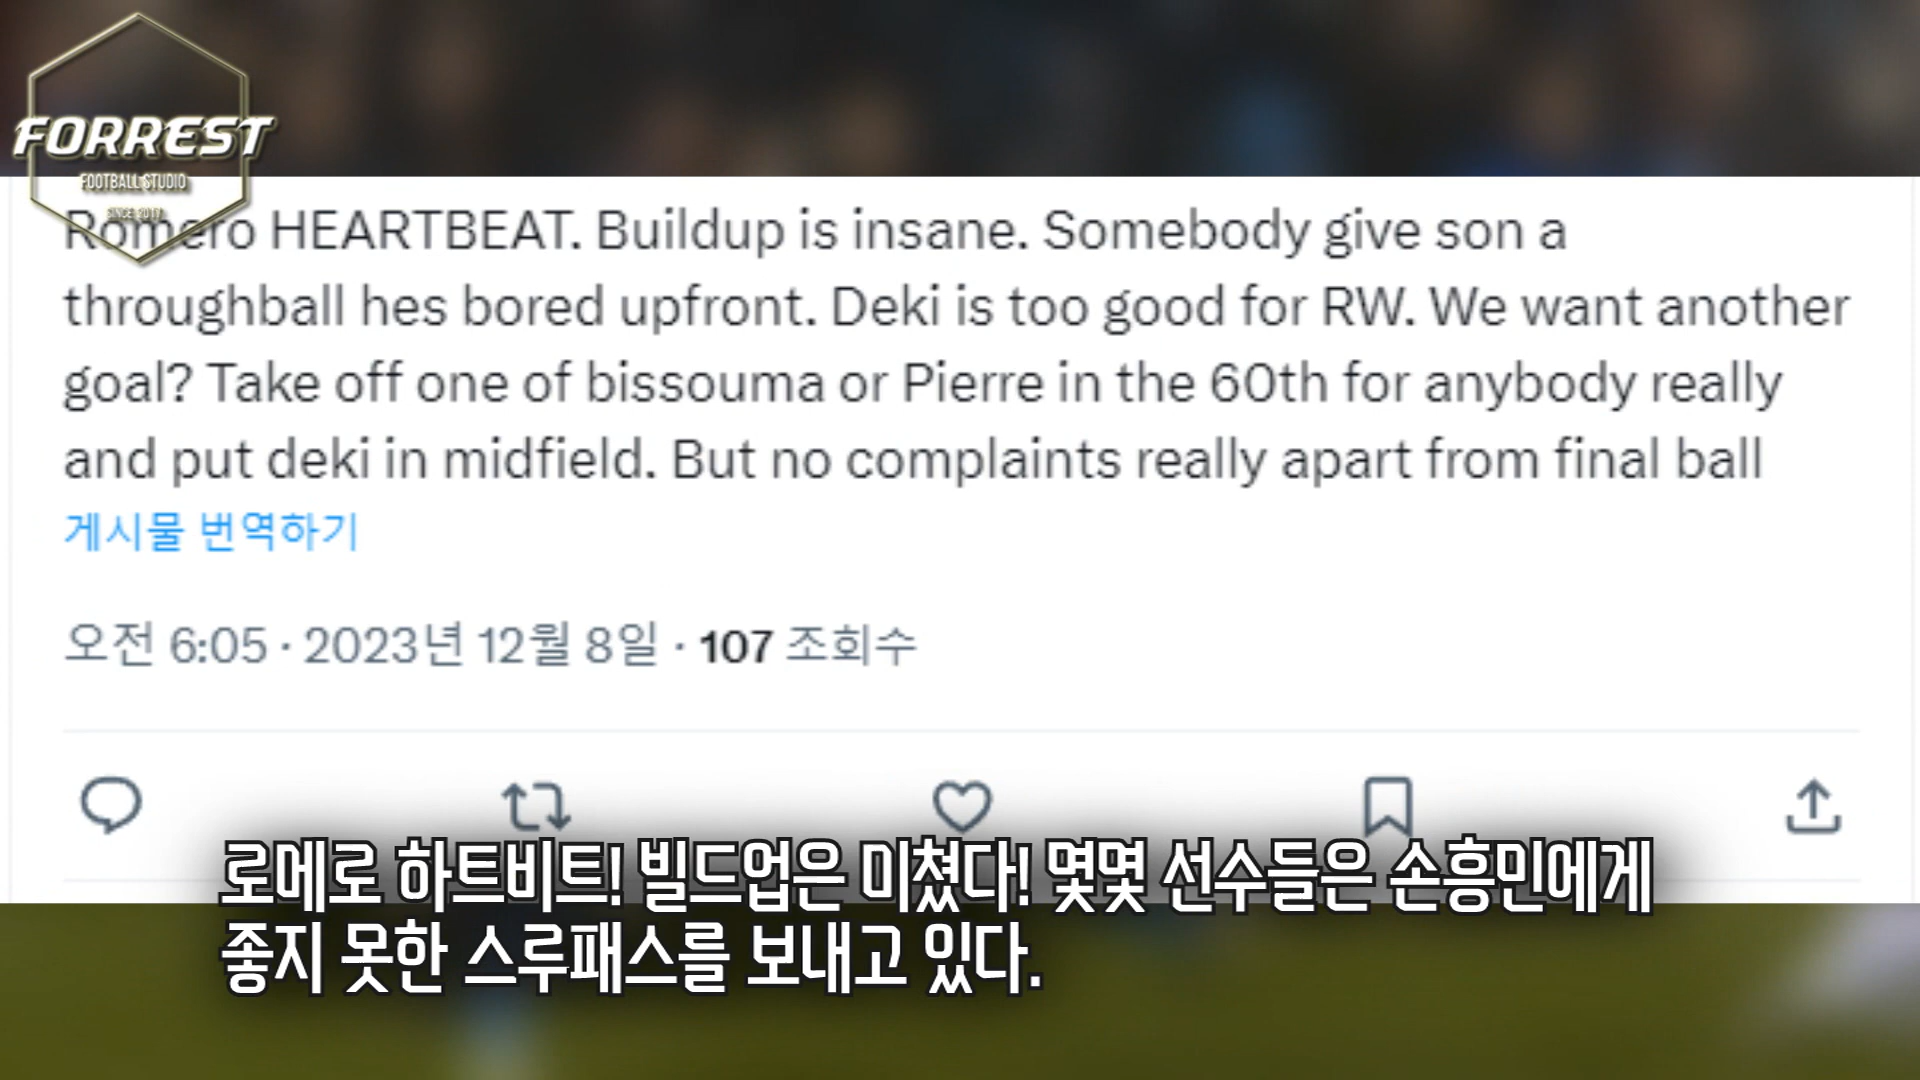 FORREST
FOOTBALL STUDIO
SINCE 2017
Romero HEARTBEAT. Buildup is insane. Somebody give son a
throughball hes bored upfront. Deki is too good for RW. We want another
goal? Take off one of bissouma or Pierre in the 60th for anybody really
and put deki in midfield. But no complaints really apart from final ball
게시물 번역하기
오전 6:05 · 2023년 12월 8일 · 107 조회수
로메로 하트비트! 빌드업은 미쳤다! 몇몇 선수들은 손흥민에게
좋지 못한 스루패스를 보내고 있다.